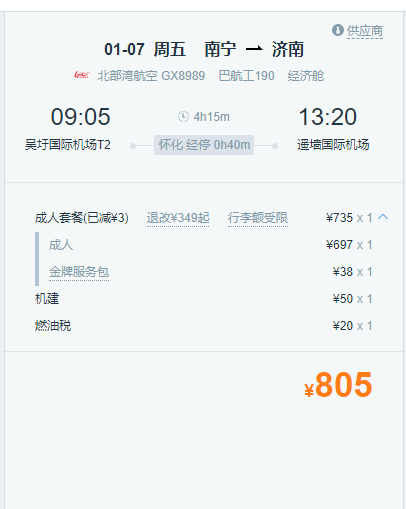 供应商
01-07 周五 南宁 济南
北部湾航空 GX8989 巴航工190 经济舱
09:05 4h15m 13:20
吴圩国际机场T2 怀化 经停 0h40m 遥墙国际机场
成人套餐(已减¥3) 退改¥349起 行李额受限 ¥735 x 1
成人 ¥697 x 1
金牌服务包 ¥38 x 1
机建 ¥50 x 1
燃油税 ¥20 x 1
¥805